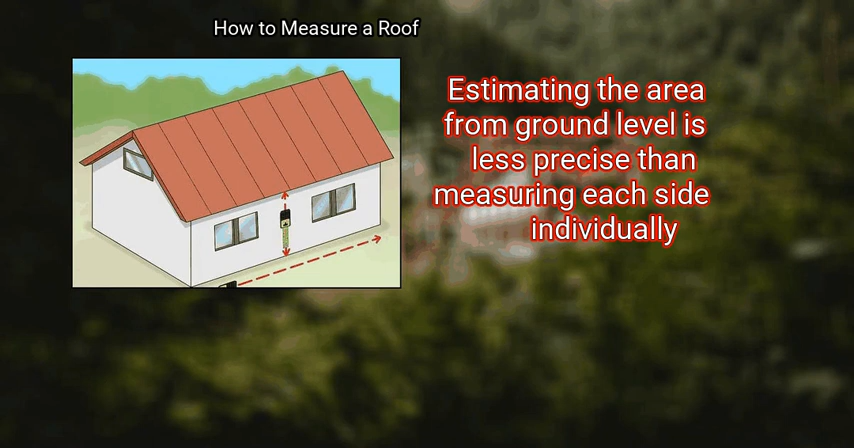 How to Measure a Roof
Estimating the area
from ground level is
less precise than
measuring each side
individually